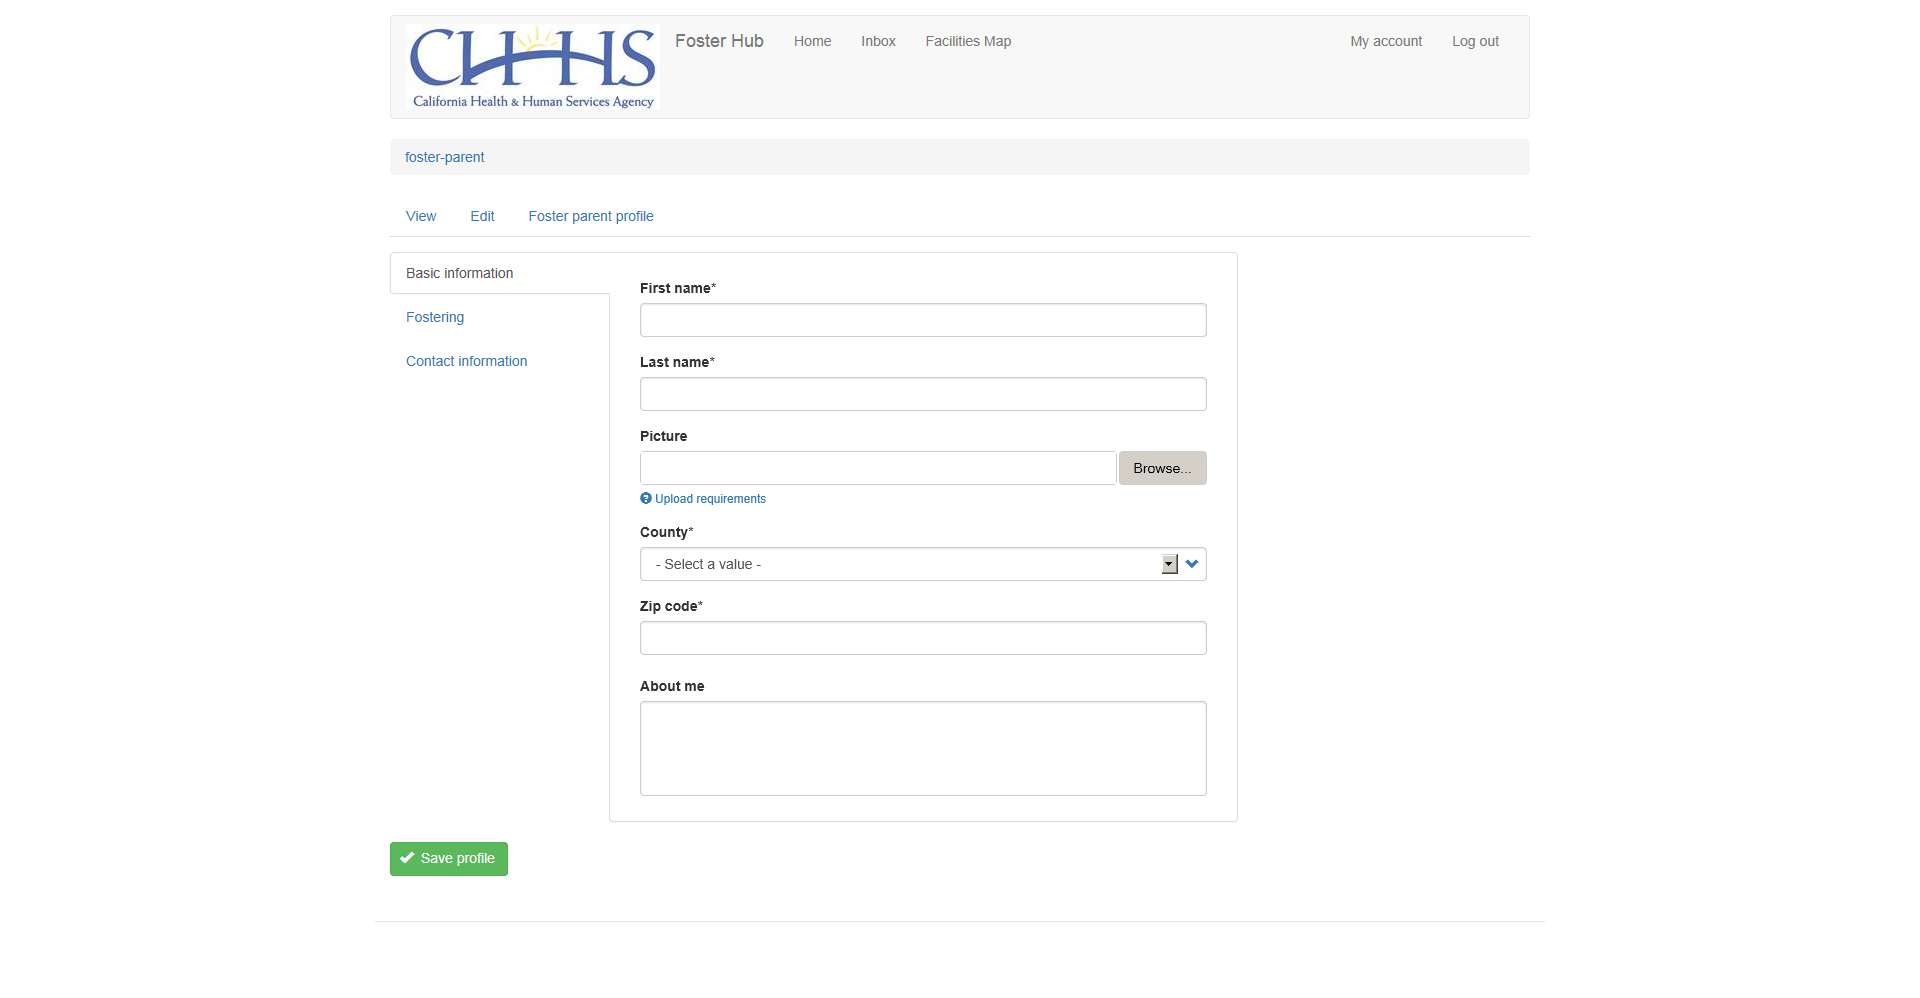 CHHS
California Health & Human Services Agency
Foster Hub Home Inbox Facilities Map My account Log out
foster-parent
View Edit Foster parent profile
Basic information
Fostering
Contact information
First name*
Last name*
Picture
Browse...
Upload requirements
County*
- Select a value -
Zip code*
About me
Save profile